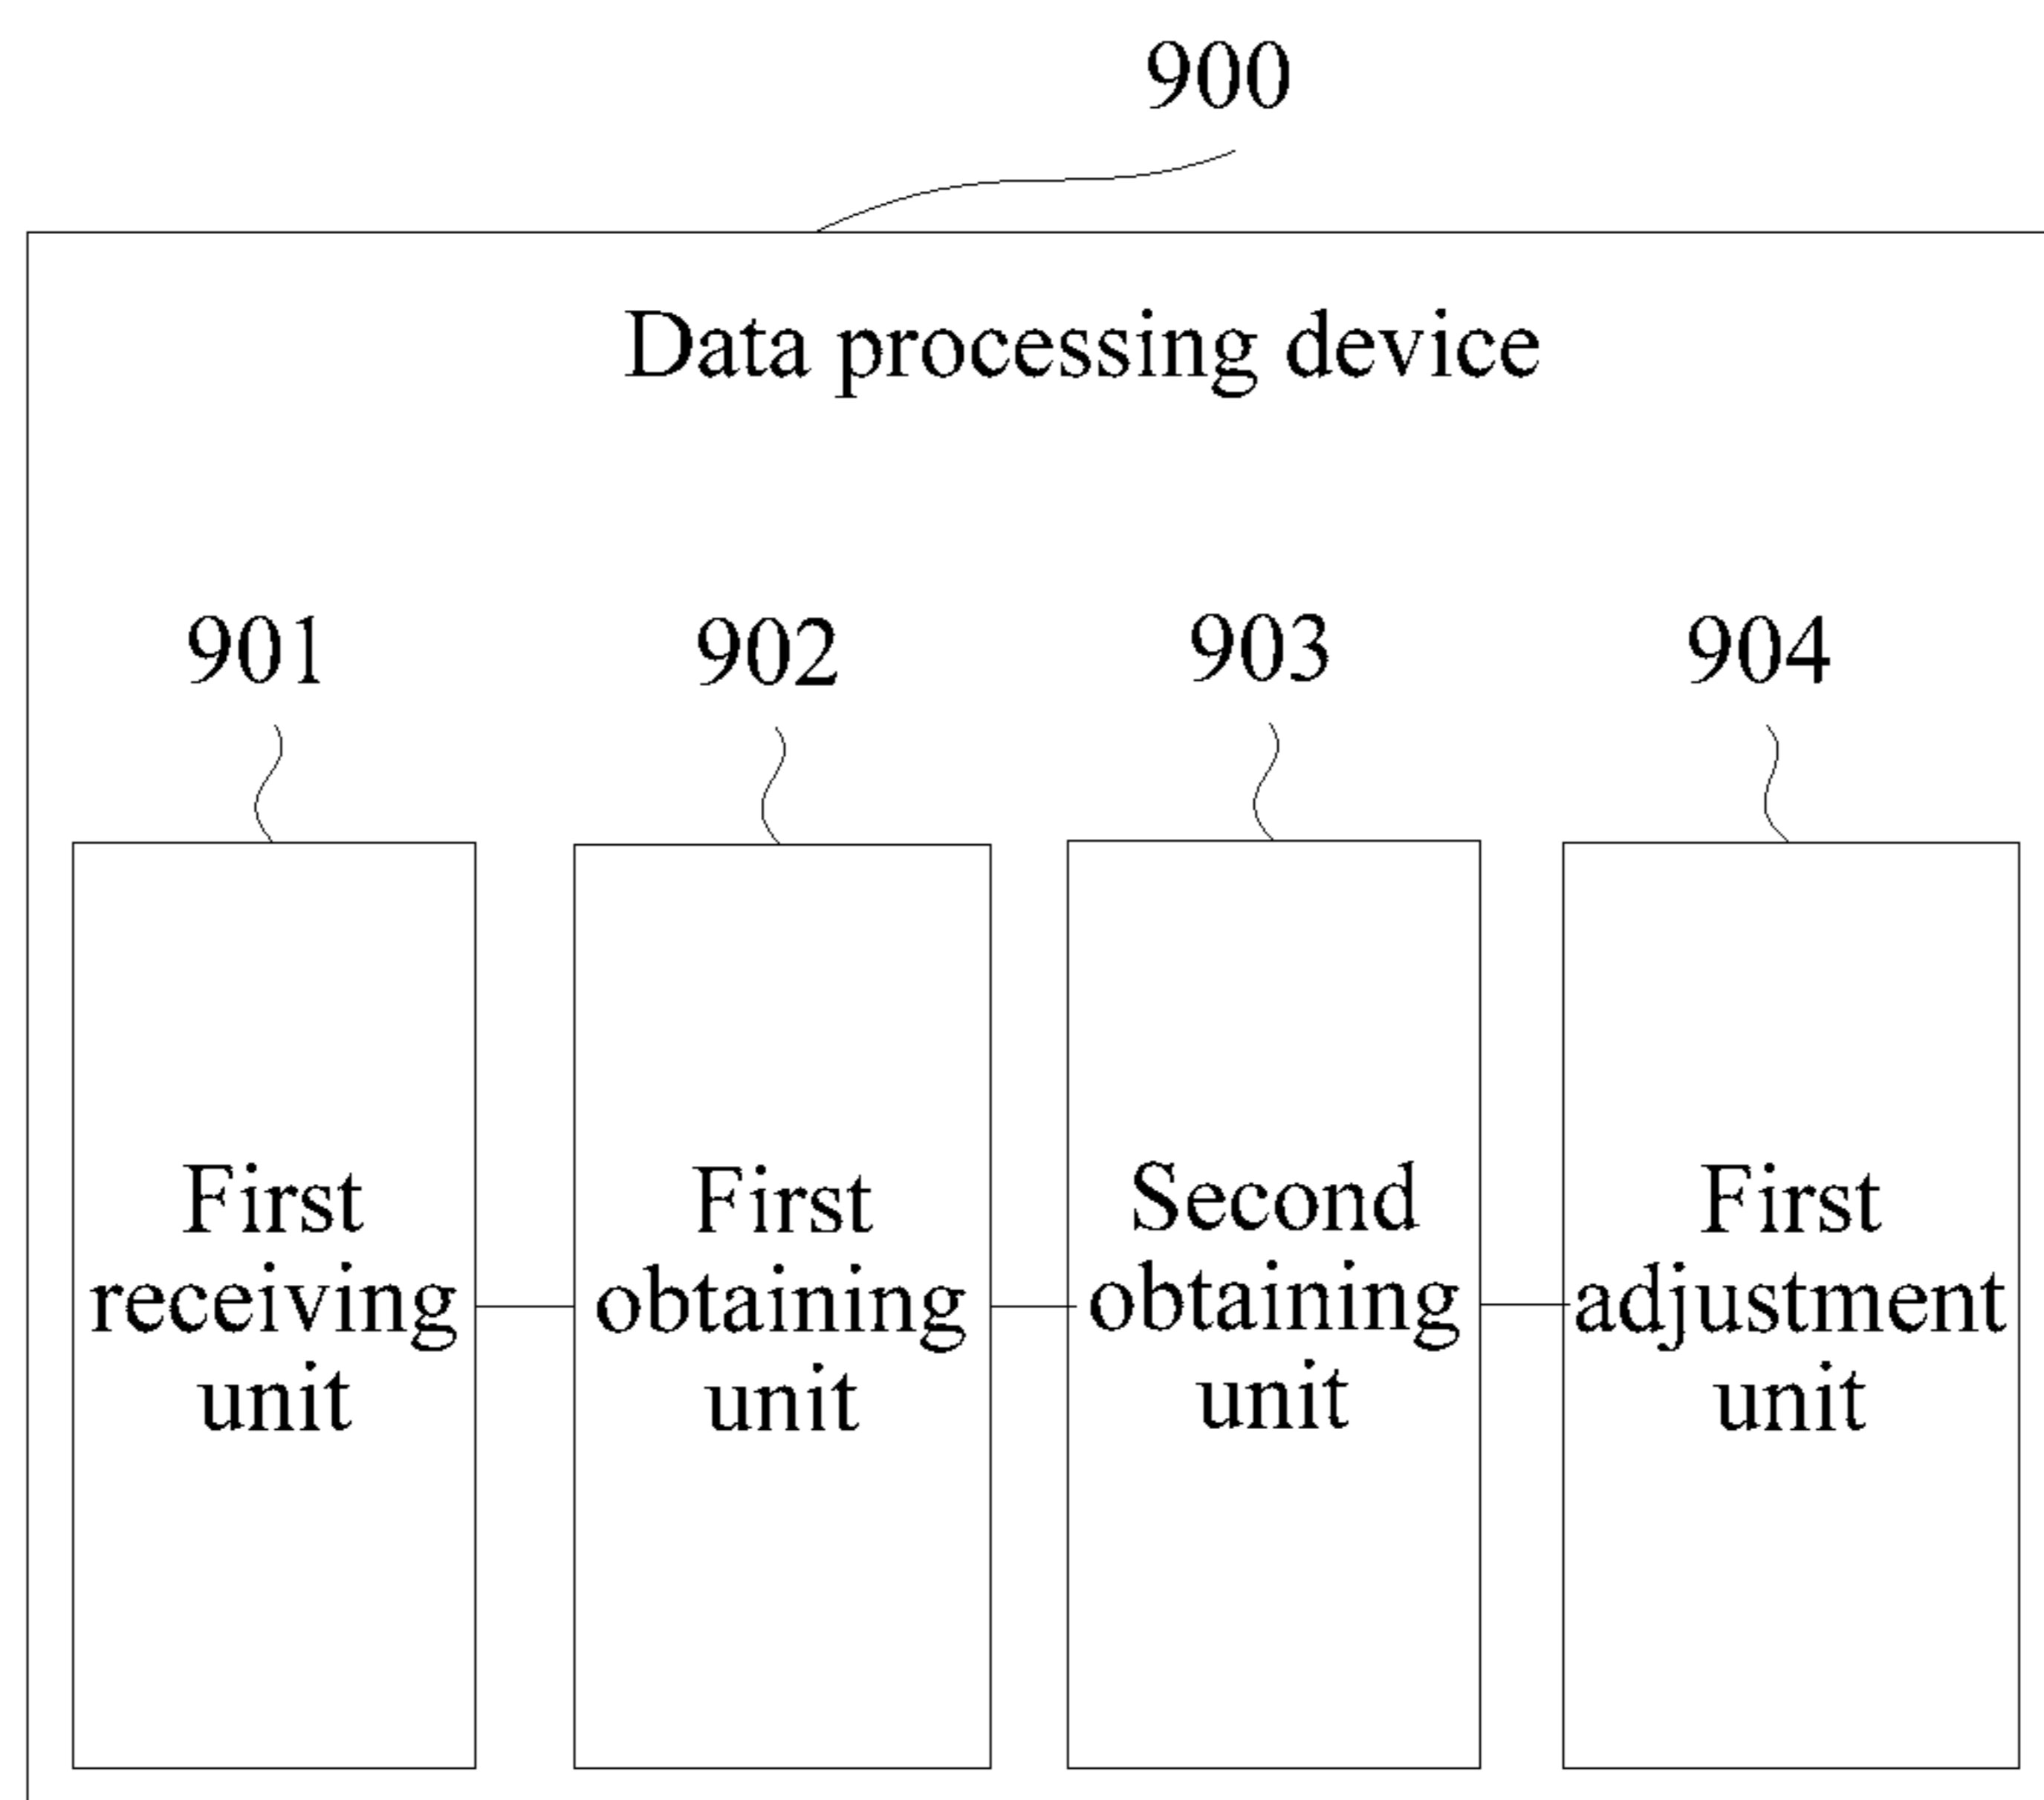 900
Data processing device
901
902
903
904
First
receiving
unit
First
obtaining
unit
Second
obtaining
unit
First
adjustment
unit